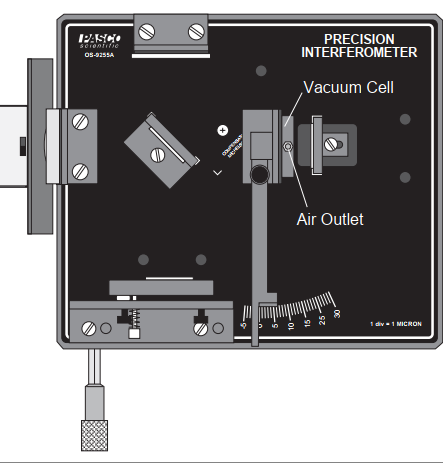 PASCO
scientific
OS-9255A
PRECISION
INTERFEROMETER
Vacuum Cell
Air Outlet
-5 0 5 10 15 20 25 30
1 div = 1 MICRON